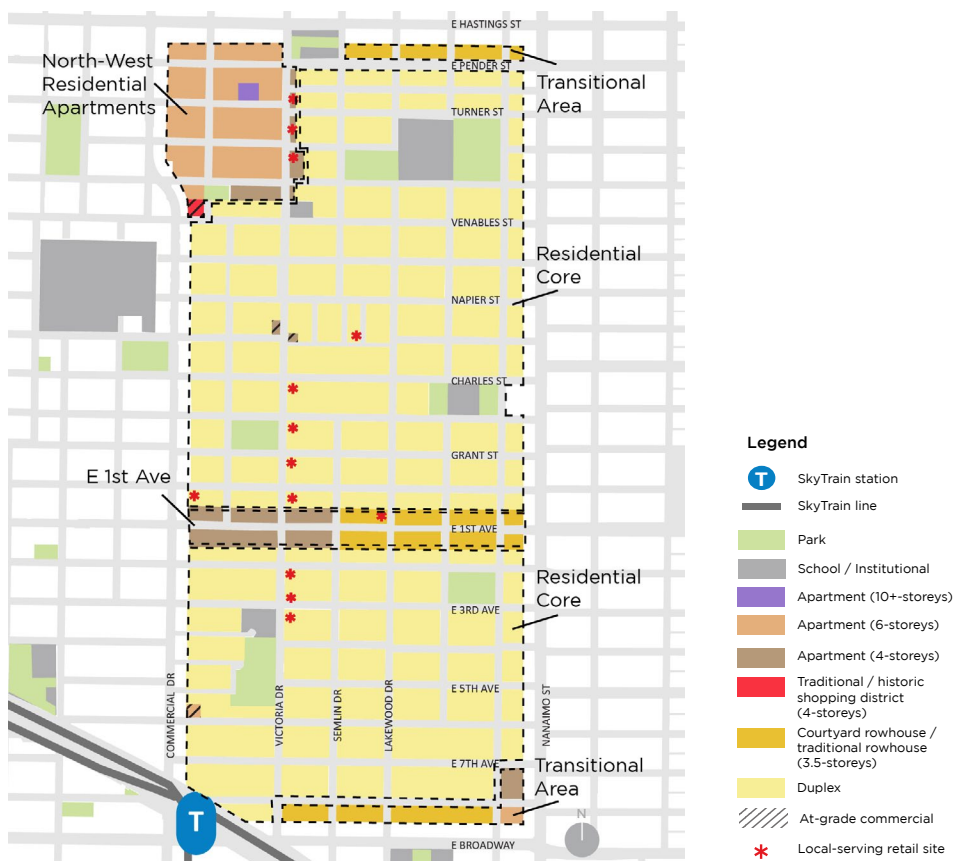 E HASTINGS ST
North-West
Residential
Apartments
E PENDER ST
Transitional
Area
TURNER ST
VENABLES ST
Residential
Core
NAPIER ST
CHARLES ST
GRANT ST
E 1st Ave
E 1ST AVE
Residential
Core
E 3RD AVE
E 5TH AVE
COMMERCIAL DR
VICTORIA DR
SEMLIN DR
LAKEWOOD DR
NANAIMO ST
E 7TH AVE
Transitional
Area
T
N
E BROADWAY
Legend
T SkyTrain station
SkyTrain line
Park
School / Institutional
Apartment (10+-storeys)
Apartment (6-storeys)
Apartment (4-storeys)
Traditional / historic
shopping district
(4-storeys)
Courtyard rowhouse /
traditional rowhouse
(3.5-storeys)
Duplex
At-grade commercial
Local-serving retail site